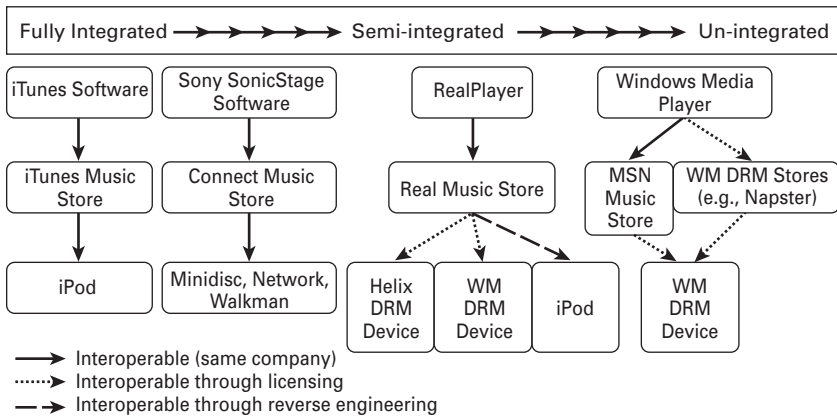 Fully Integrated Semi-integrated Un-integrated
iTunes Software
Sony SonicStage
Software
RealPlayer
Windows Media
Player
iTunes Music
Store
Connect Music
Store
Real Music Store
MSN
Music
Store
WM DRM Stores
(e.g., Napster)
iPod
Minidisc, Network,
Walkman
Helix
DRM
Device
WM
DRM
Device
iPod
WM
DRM
Device
Interoperable (same company)
Interoperable through licensing
Interoperable through reverse engineering